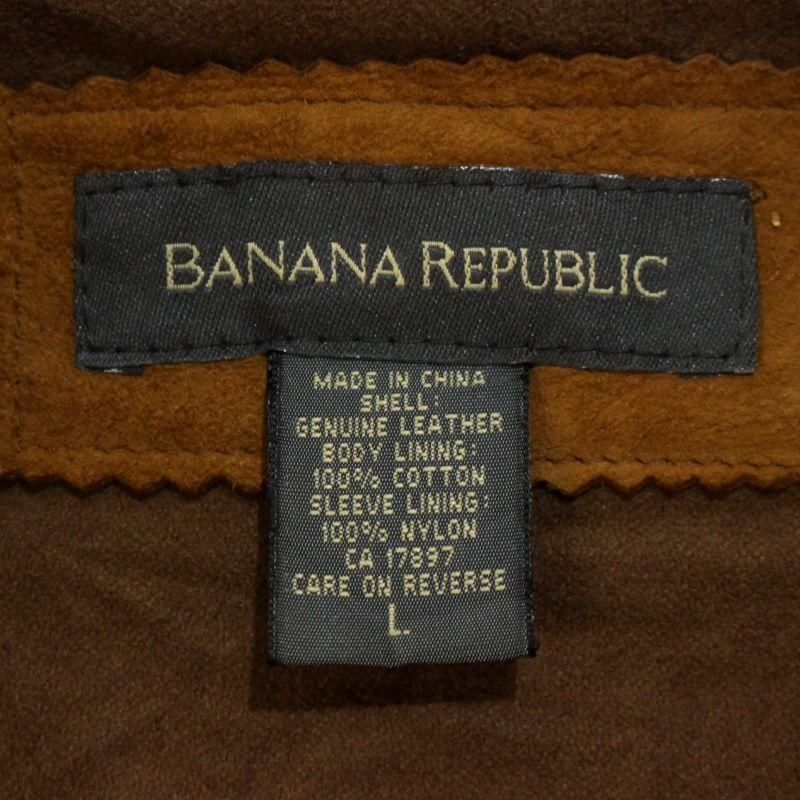 BANANA REPUBLIC
MADE IN CHINA
SHELL:
GENUINE LEATHER
BODY LINING:
100% COTTON
SLEEVE LINING:
100% NYLON
CA 17897
CARE ON REVERSE
L.